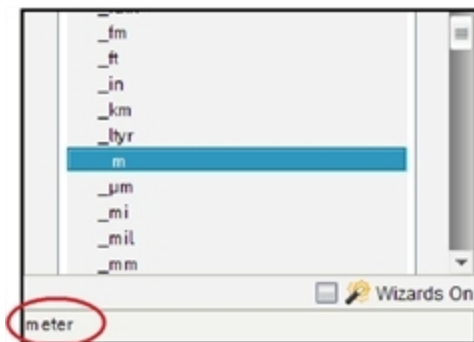 _fm
_ft
_in
_km
_ltyr
_m
_µm
_mi
_mil
_mm
Wizards On
meter